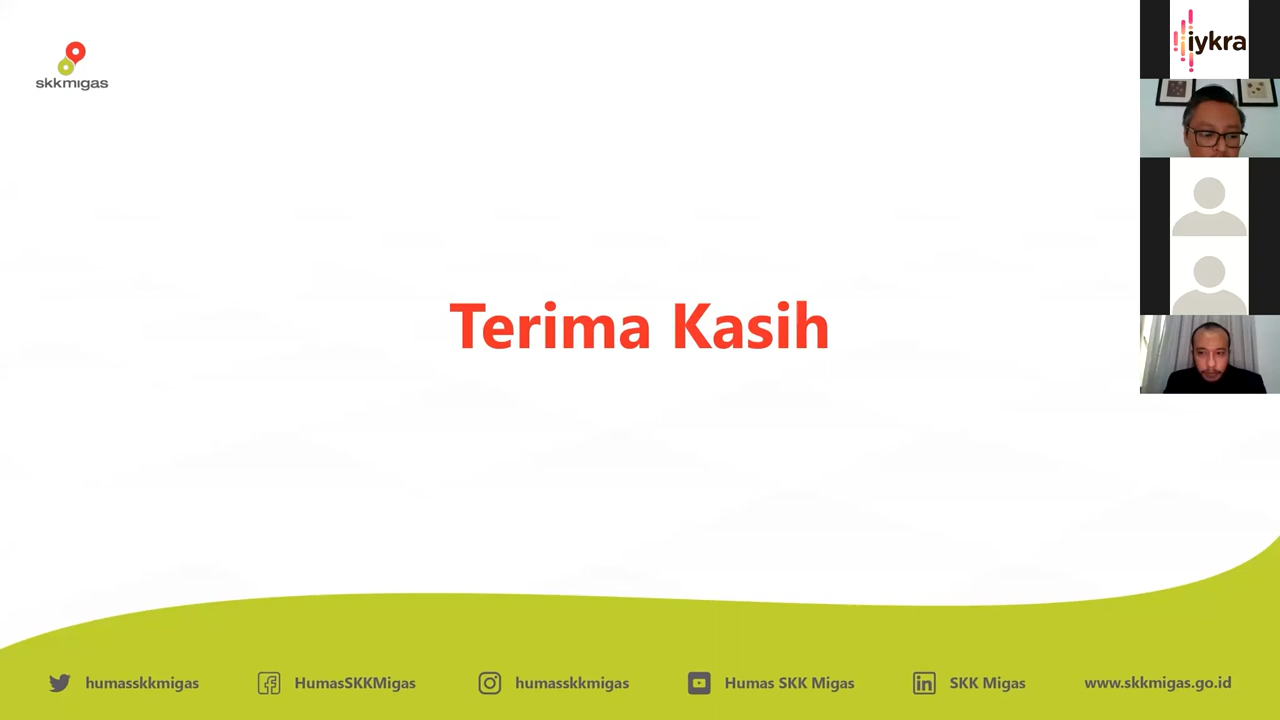 skkmigas
iykra
Terima Kasih
humasskkmigas
HumasSKKMigas
humasskkmigas
Humas SKK Migas
SKK Migas
www.skkmigas.go.id